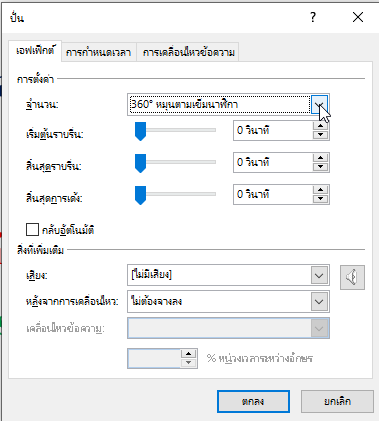 ปั่น
เอฟเฟ็กต์ การกำหนดเวลา การเคลื่อนไหวข้อความ
การตั้งค่า
จำนวน: 360° หมุนตามเข็มนาฬิกา
เริ่มต้นราบรื่น: 0 วินาที
สิ้นสุดราบรื่น: 0 วินาที
สิ้นสุดการเด้ง: 0 วินาที
กลับอัตโนมัติ
สิ่งที่เพิ่มเติม
เสียง: [ไม่มีเสียง]
หลังจากการเคลื่อนไหว: ไม่ต้องจางลง
เคลื่อนไหวข้อความ:
% หน่วงเวลาระหว่างอักษร
ตกลง ยกเลิก